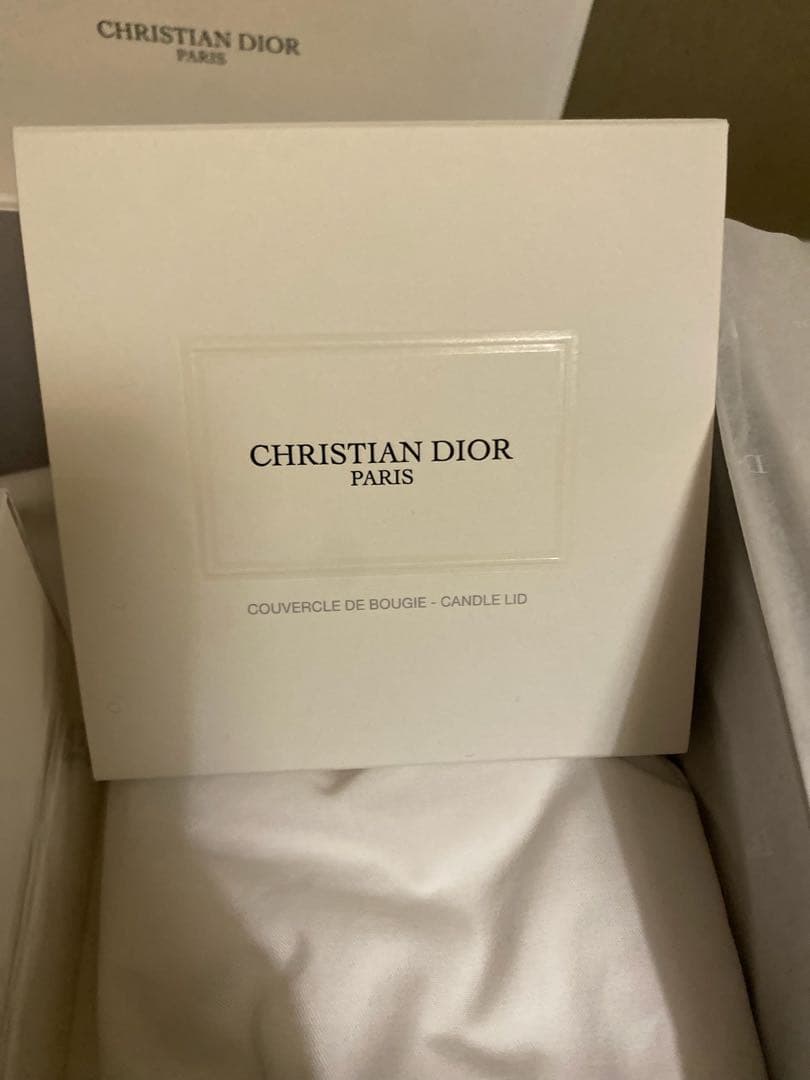 CHRISTIAN DIOR
PARIS
CHRISTIAN DIOR
PARIS
COUVERCLE DE BOUGIE - CANDLE LID